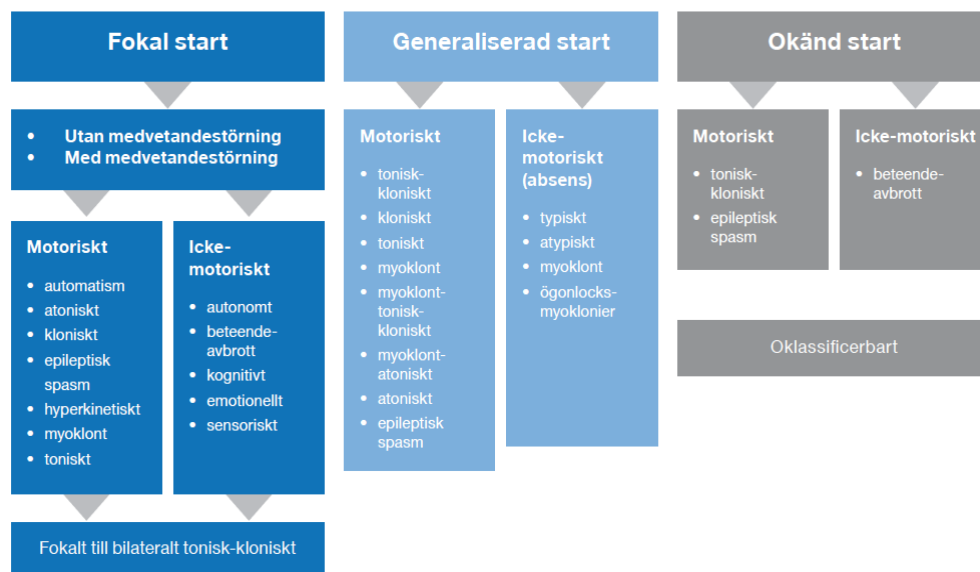 Fokal start
Utan medvetandestörning
Med medvetandestörning
Motoriskt
• automatism
• atoniskt
• kloniskt
• epileptisk
spasm
• hyperkinetiskt
• myoklont
• toniskt
Icke-
motoriskt
• autonomt
• beteende-
avbrott
• kognitivt
• emotionellt
• sensoriskt
Fokalt till bilateralt tonisk-kloniskt
Generaliserad start
Motoriskt
• tonisk-
kloniskt
• kloniskt
• toniskt
• myoklont
• myoklont-
tonisk-
kloniskt
• myoklont-
atoniskt
• atoniskt
• epileptisk
spasm
Icke-
motoriskt
(absens)
• typiskt
• atypiskt
• myoklont
• ögonlocks-
myoklonier
Okänd start
Motoriskt
• tonisk-
kloniskt
• epileptisk
spasm
Icke-motoriskt
• beteende-
avbrott
Oklassificerbart